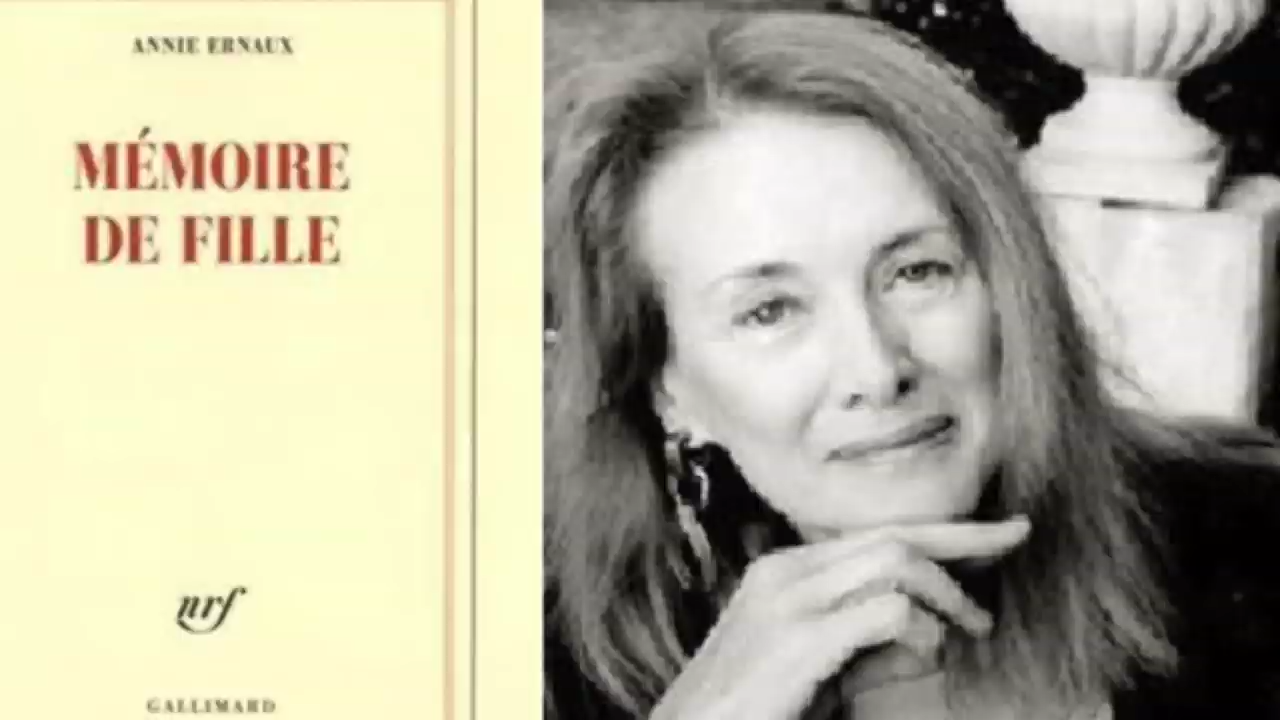 ANNIE ERNAUX
MÉMOIRE
DE FILLE
nrf
GALLIMARD